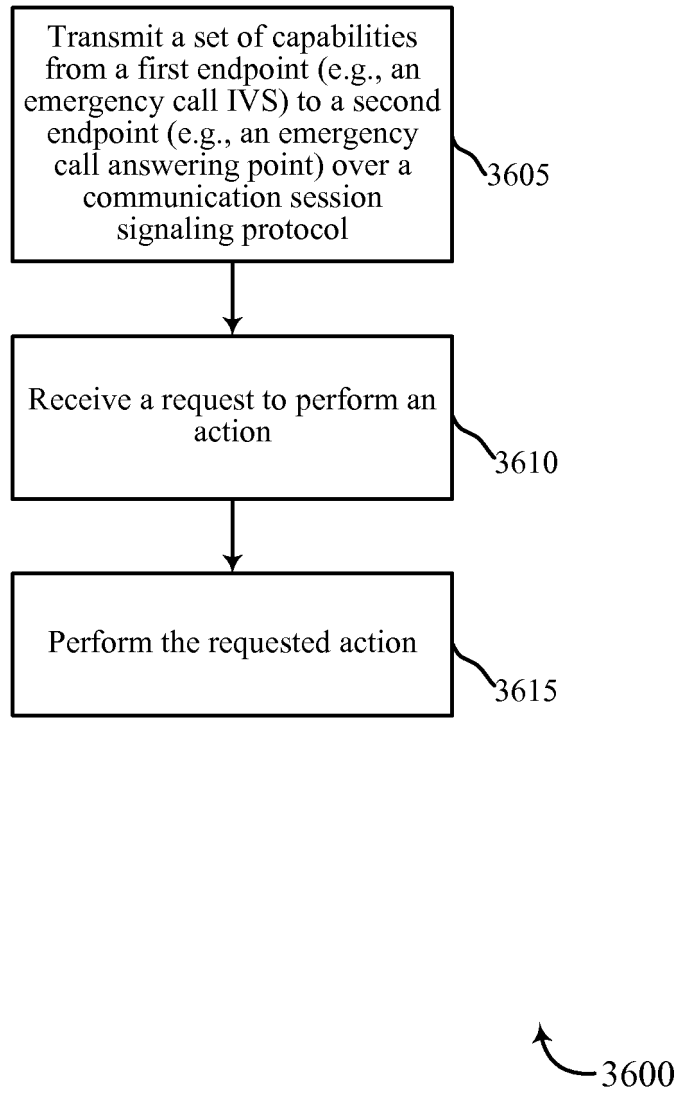 Transmit a set of capabilities
from a first endpoint (e.g., an
emergency call IVS) to a second
endpoint (e.g., an emergency
call answering point) over a
communication session
signaling protocol
3605
Receive a request to perform an
action
3610
Perform the requested action
3615
3600